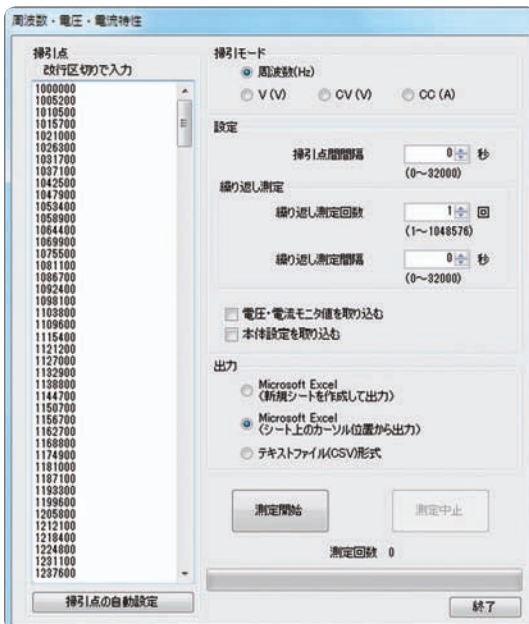 周波数・電圧・電流特性
掃引点
改行区切りで入力
1000000
1005200
1010500
1015700
1021000
1026300
1031700
1037100
1042500
1047900
1053400
1058900
1064400
1069900
1075500
1081100
1086700
1092400
1098100
1103800
1109600
1115400
1121200
1127000
1132900
1138800
1144700
1150700
1156700
1162700
1168800
1174900
1181000
1187100
1193300
1199600
1205800
1212100
1218400
1224800
1231100
1237600
掃引点の自動設定
掃引モード
周波数(Hz)
V (V) CV (V) CC (A)
設定
掃引点間間隔 0 秒
(0～32000)
繰り返し測定
繰り返し測定回数 1 回
(1～1048576)
繰り返し測定間隔 0 秒
(0～32000)
電圧・電流モニタ値を取り込む
本体設定を取り込む
出力
Microsoft Excel
(新規シートを作成して出力)
Microsoft Excel
(シート上のカーソル位置から出力)
テキストファイル(CSV)形式
測定開始 測定中止
測定回数 0
終了